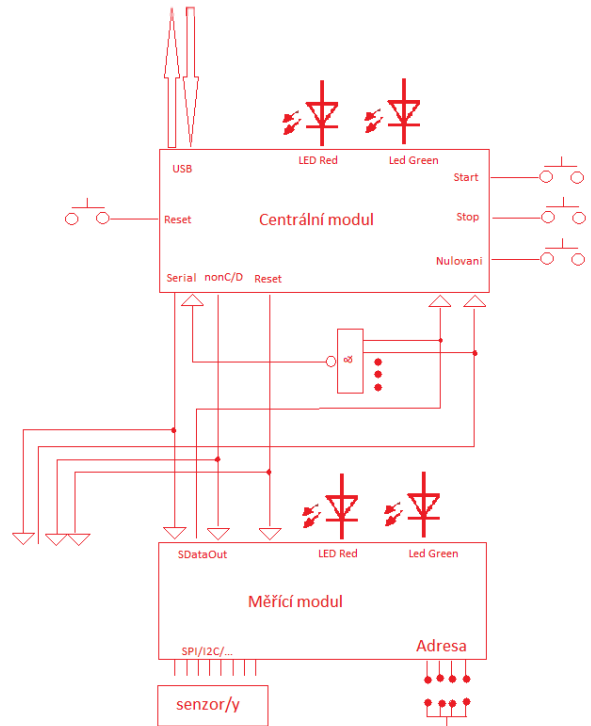 USB
LED Red
Led Green
Start
Reset
Centrální modul
Stop
Nulovani
Serial
nonC/D
Reset
&
SDataOut
LED Red
Led Green
Měřící modul
SPI/I2C/...
Adresa
senzor/y